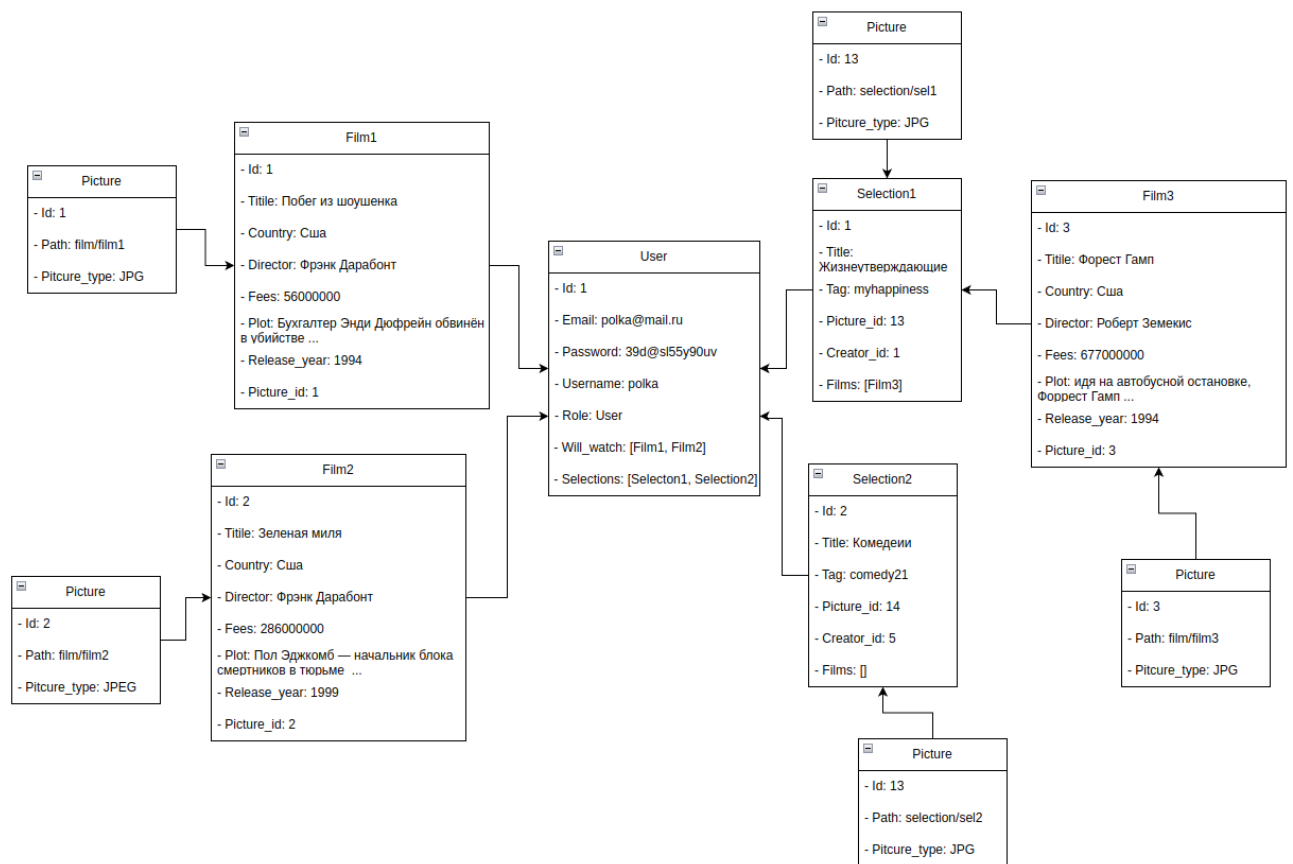 Picture
- Id: 13
- Path: selection/sel1
- Pitcure_type: JPG
Film1
- Id: 1
- Titile: Побег из шоушенка
- Country: Сша
- Director: Фрэнк Дарабонт
- Fees: 56000000
- Plot: Бухгалтер Энди Дюфрейн обвинён
в убийстве ...
- Release_year: 1994
- Picture_id: 1
Picture
- Id: 1
- Path: film/film1
- Pitcure_type: JPG
Selection1
- Id: 1
- Title:
Жизнеутверждающие
- Tag: myhappiness
- Picture_id: 13
- Creator_id: 1
- Films: [Film3]
Film3
- Id: 3
- Titile: Форест Гамп
- Country: Сша
- Director: Роберт Земекис
- Fees: 677000000
- Plot: идя на автобусной остановке,
Форрест Гамп ...
- Release_year: 1994
- Picture_id: 3
User
- Id: 1
- Email: polka@mail.ru
- Password: 39d@sl55y90uv
- Username: polka
- Role: User
- Will_watch: [Film1, Film2]
- Selections: [Selecton1, Selection2]
Film2
- Id: 2
- Titile: Зеленая миля
- Country: Сша
- Director: Фрэнк Дарабонт
- Fees: 286000000
- Plot: Пол Эджкомб — начальник блока
смертников в тюрьме ...
- Release_year: 1999
- Picture_id: 2
Selection2
- Id: 2
- Title: Комедеии
- Tag: comedy21
- Picture_id: 14
- Creator_id: 5
- Films: []
Picture
- Id: 2
- Path: film/film2
- Pitcure_type: JPEG
Picture
- Id: 3
- Path: film/film3
- Pitcure_type: JPG
Picture
- Id: 13
- Path: selection/sel2
- Pitcure_type: JPG